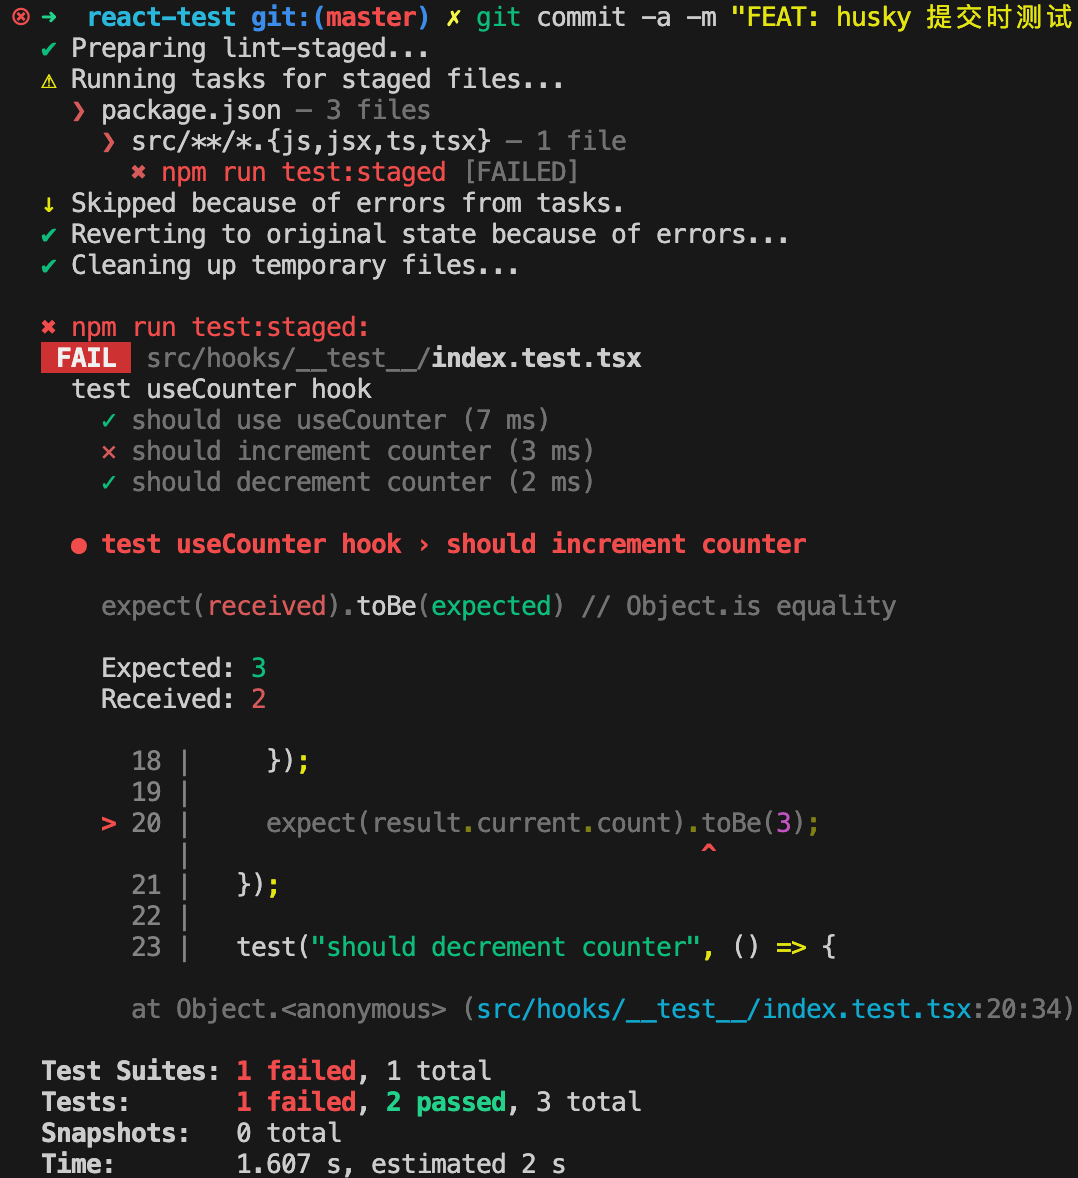 ⊗ ➜  react-test git:(master) ✗ git commit -a -m "FEAT: husky 提交时测试
✔ Preparing lint-staged...
⚠ Running tasks for staged files...
❯ package.json — 3 files
❯ src/**/*.{js,jsx,ts,tsx} — 1 file
✖ npm run test:staged [FAILED]
↓ Skipped because of errors from tasks.
✔ Reverting to original state because of errors...
✔ Cleaning up temporary files...
✖ npm run test:staged:
FAIL src/hooks/__test__/index.test.tsx
test useCounter hook
✓ should use useCounter (7 ms)
✕ should increment counter (3 ms)
✓ should decrement counter (2 ms)
● test useCounter hook › should increment counter
expect(received).toBe(expected) // Object.is equality
Expected: 3
Received: 2
18 |     });
19 |
> 20 |     expect(result.current.count).toBe(3);
|                                  ^
21 |   });
22 |
23 |   test("should decrement counter", () => {
at Object.<anonymous> (src/hooks/__test__/index.test.tsx:20:34)
Test Suites: 1 failed, 1 total
Tests:       1 failed, 2 passed, 3 total
Snapshots:   0 total
Time:        1.607 s, estimated 2 s